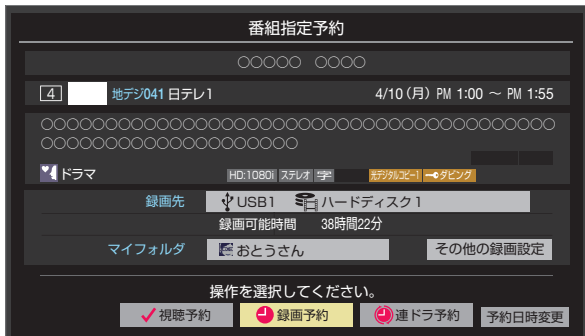 番組指定予約
○○○○○ ○○○○
4 地デジ041 日テレ1 4/10(月) PM 1:00 ～ PM 1:55
○○○○○○○○○○○○○○○○○○○○○○○○○○○○○○○○○○○○○○○○
○○○○○○○○○○○○○○○○○○○○
ドラマ HD:1080i ステレオ 字 光デジタルコピー1 ダビング
録画先 USB1 ハードディスク1
録画可能時間 38時間22分
マイフォルダ おとうさん その他の録画設定
操作を選択してください。
視聴予約 録画予約 連ドラ予約 予約日時変更